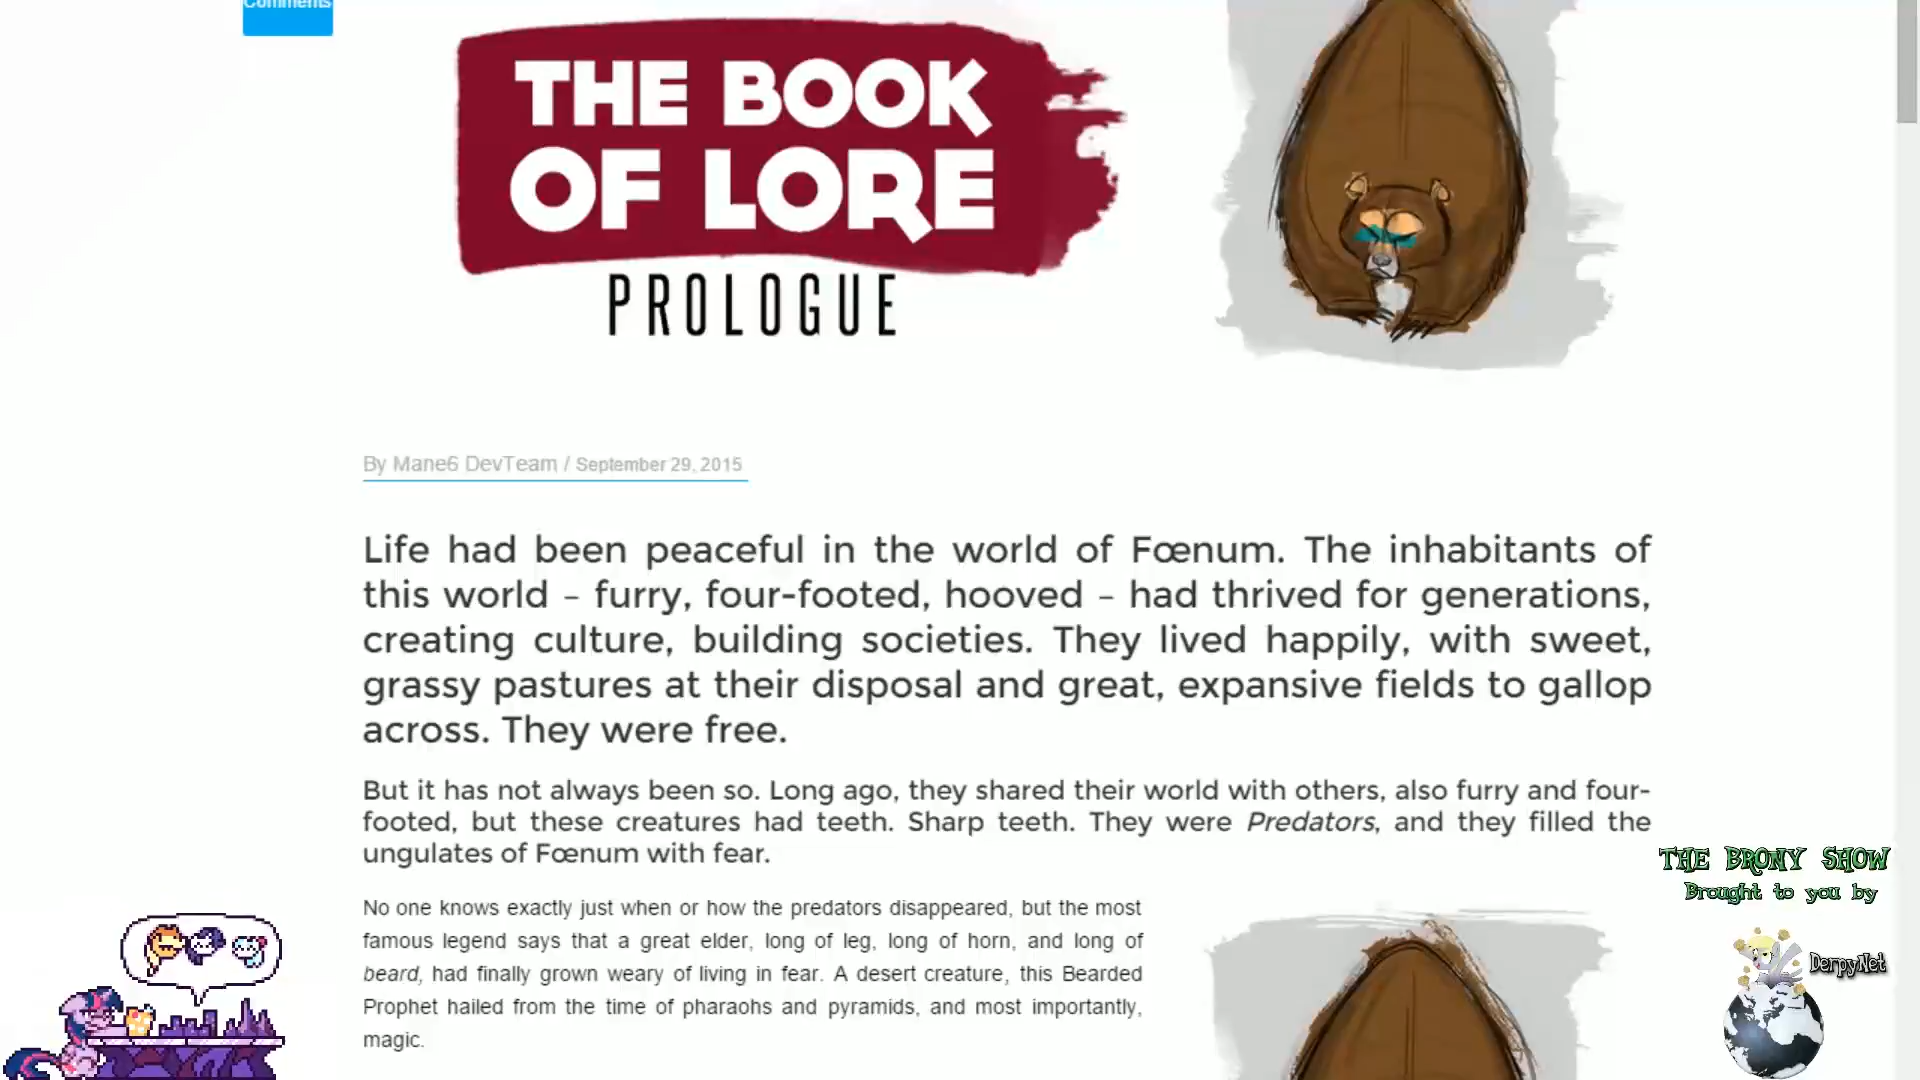 Comments
THE BOOK
OF LORE
PROLOGUE
By Mane6 DevTeam / September 29, 2015
Life had been peaceful in the world of Fœnum. The inhabitants of
this world – furry, four-footed, hooved – had thrived for generations,
creating culture, building societies. They lived happily, with sweet,
grassy pastures at their disposal and great, expansive fields to gallop
across. They were free.
But it has not always been so. Long ago, they shared their world with others, also furry and four-
footed, but these creatures had teeth. Sharp teeth. They were Predators, and they filled the
ungulates of Fœnum with fear.
No one knows exactly just when or how the predators disappeared, but the most
famous legend says that a great elder, long of leg, long of horn, and long of
beard, had finally grown weary of living in fear. A desert creature, this Bearded
Prophet hailed from the time of pharaohs and pyramids, and most importantly,
magic.
THE BRONY SHOW
Brought to you by
DerpyNet